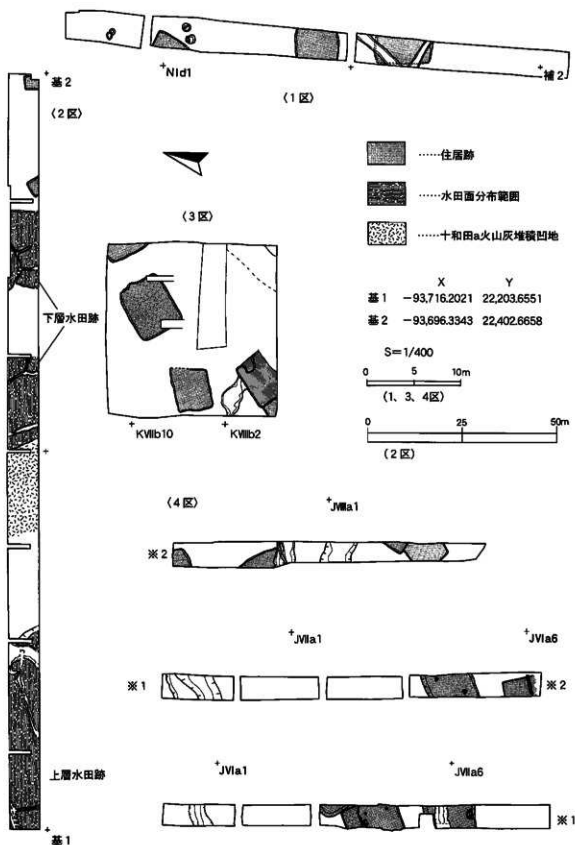 NId1
(1区)
補2
基2
(2区)
(3区)
……住居跡
……水田面分布範囲
……十和田a火山灰堆積凹地
X Y
基1 −93,716.2021 22,203.6551
基2 −93,696.3343 22,402.6658
S=1/400
0 5 10m
(1、3、4区)
0 25 50m
(2区)
下層水田跡
KVIIb10 KVIIIb2
(4区)
JVIIIa1
※2
JVIIa1 JVIa6
※1 ※2
上層水田跡
JVIa1 JVIIa6
※1
基1